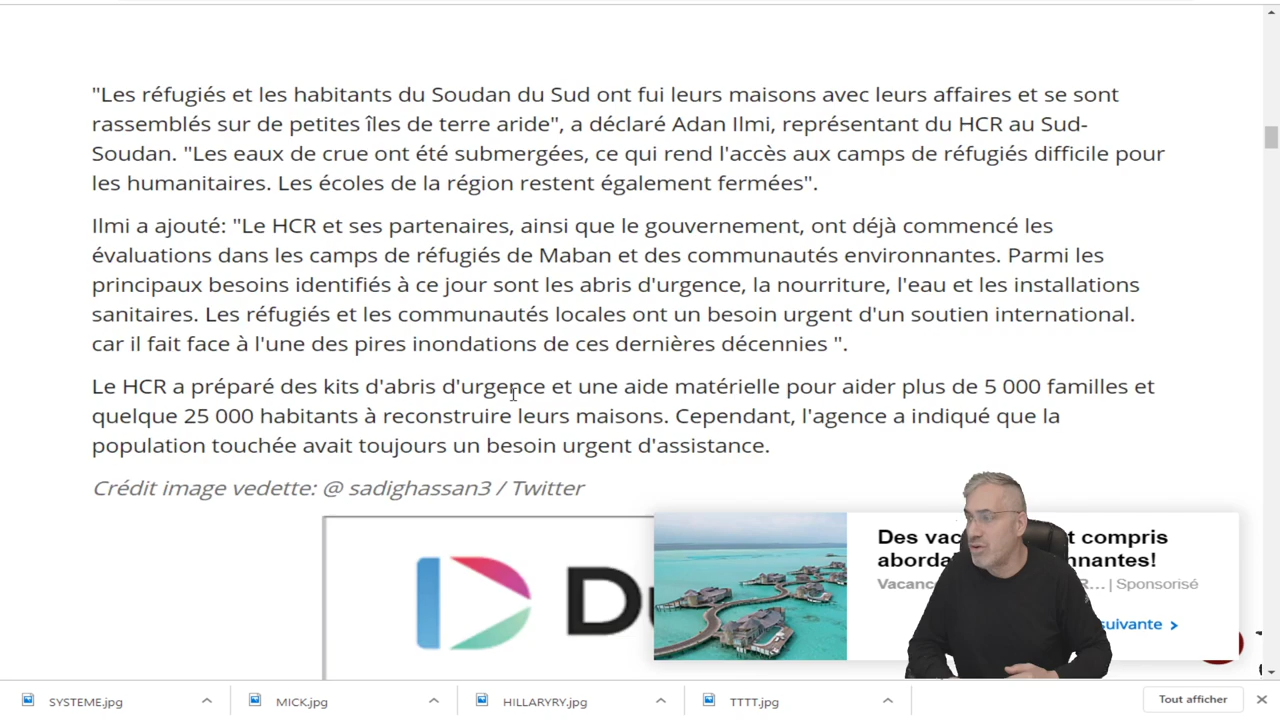 "Les réfugiés et les habitants du Soudan du Sud ont fui leurs maisons avec leurs affaires et se sont
rassemblés sur de petites îles de terre aride", a déclaré Adan Ilmi, représentant du HCR au Sud-
Soudan. "Les eaux de crue ont été submergées, ce qui rend l'accès aux camps de réfugiés difficile pour
les humanitaires. Les écoles de la région restent également fermées".
Ilmi a ajouté: "Le HCR et ses partenaires, ainsi que le gouvernement, ont déjà commencé les
évaluations dans les camps de réfugiés de Maban et des communautés environnantes. Parmi les
principaux besoins identifiés à ce jour sont les abris d'urgence, la nourriture, l'eau et les installations
sanitaires. Les réfugiés et les communautés locales ont un besoin urgent d'un soutien international.
car il fait face à l'une des pires inondations de ces dernières décennies ".
Le HCR a préparé des kits d'abris d'urgence et une aide matérielle pour aider plus de 5 000 familles et
quelque 25 000 habitants à reconstruire leurs maisons. Cependant, l'agence a indiqué que la
population touchée avait toujours un besoin urgent d'assistance.
Crédit image vedette: @ sadighassan3 / Twitter
Des compris
| Sponsorisé
suivante >
SYSTEME.jpg
MICK.jpg
HILLARYRY.jpg
TTTT.jpg
Tout afficher